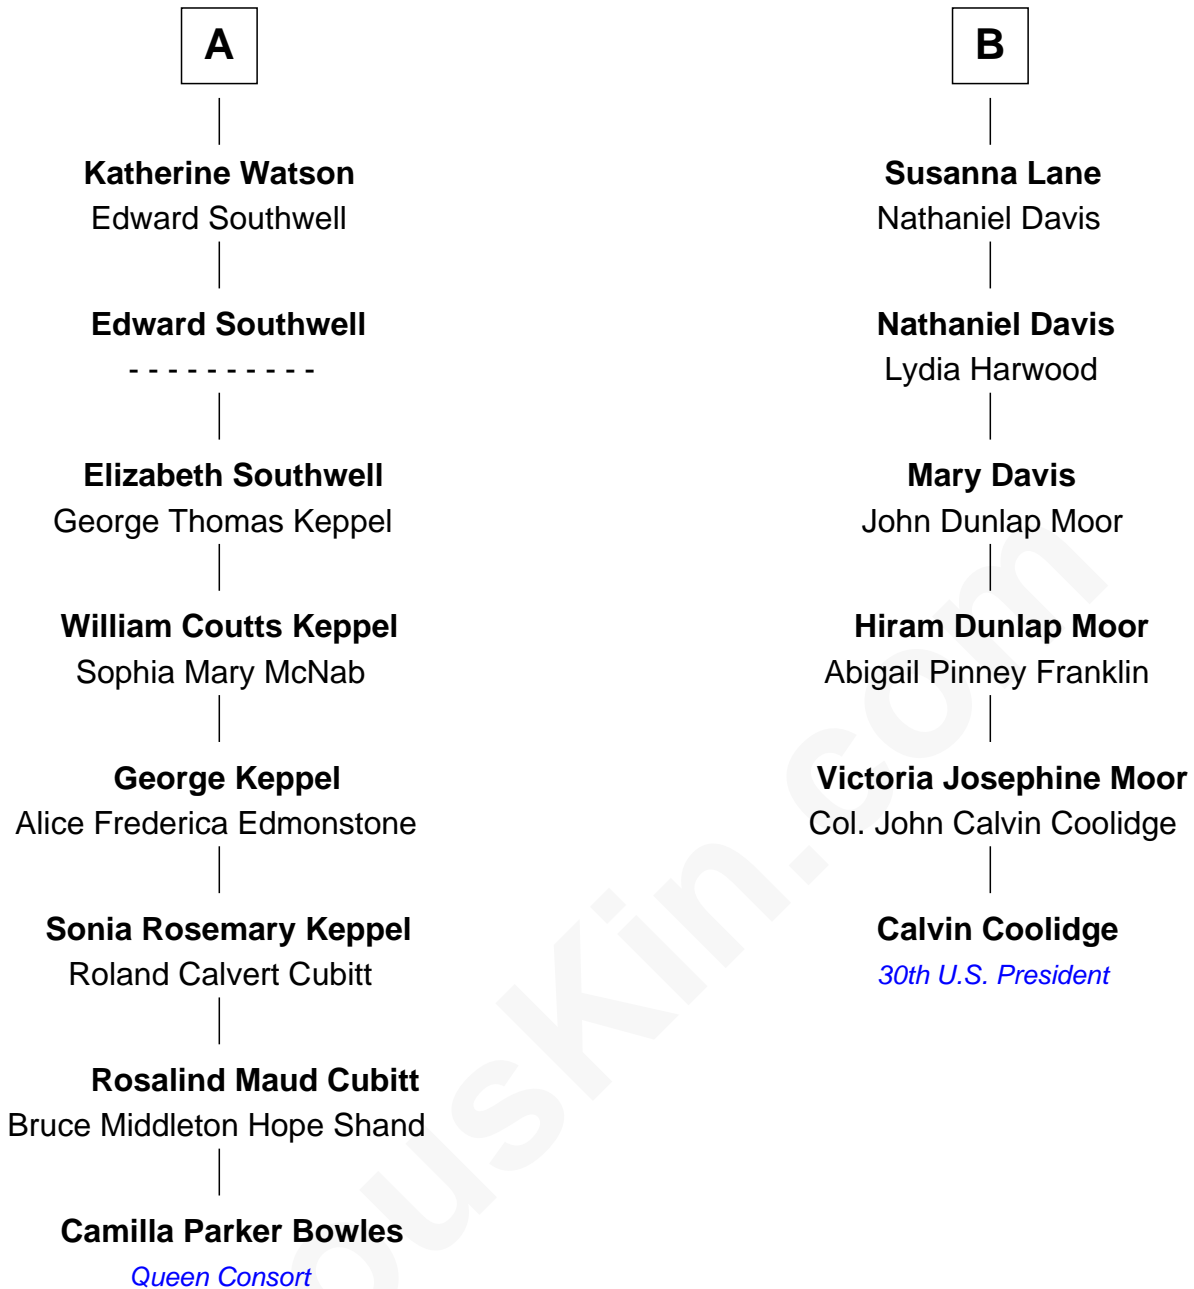 A
Katherine Watson
Edward Southwell
Edward Southwell
- - - - - - - - - -
Elizabeth Southwell
George Thomas Keppel
William Coutts Keppel
Sophia Mary McNab
George Keppel
Alice Frederica Edmonstone
Sonia Rosemary Keppel
Roland Calvert Cubitt
Rosalind Maud Cubitt
Bruce Middleton Hope Shand
Camilla Parker Bowles
Queen Consort
B
Susanna Lane
Nathaniel Davis
Nathaniel Davis
Lydia Harwood
Mary Davis
John Dunlap Moor
Hiram Dunlap Moor
Abigail Pinney Franklin
Victoria Josephine Moor
Col. John Calvin Coolidge
Calvin Coolidge
30th U.S. President
ousKin.com